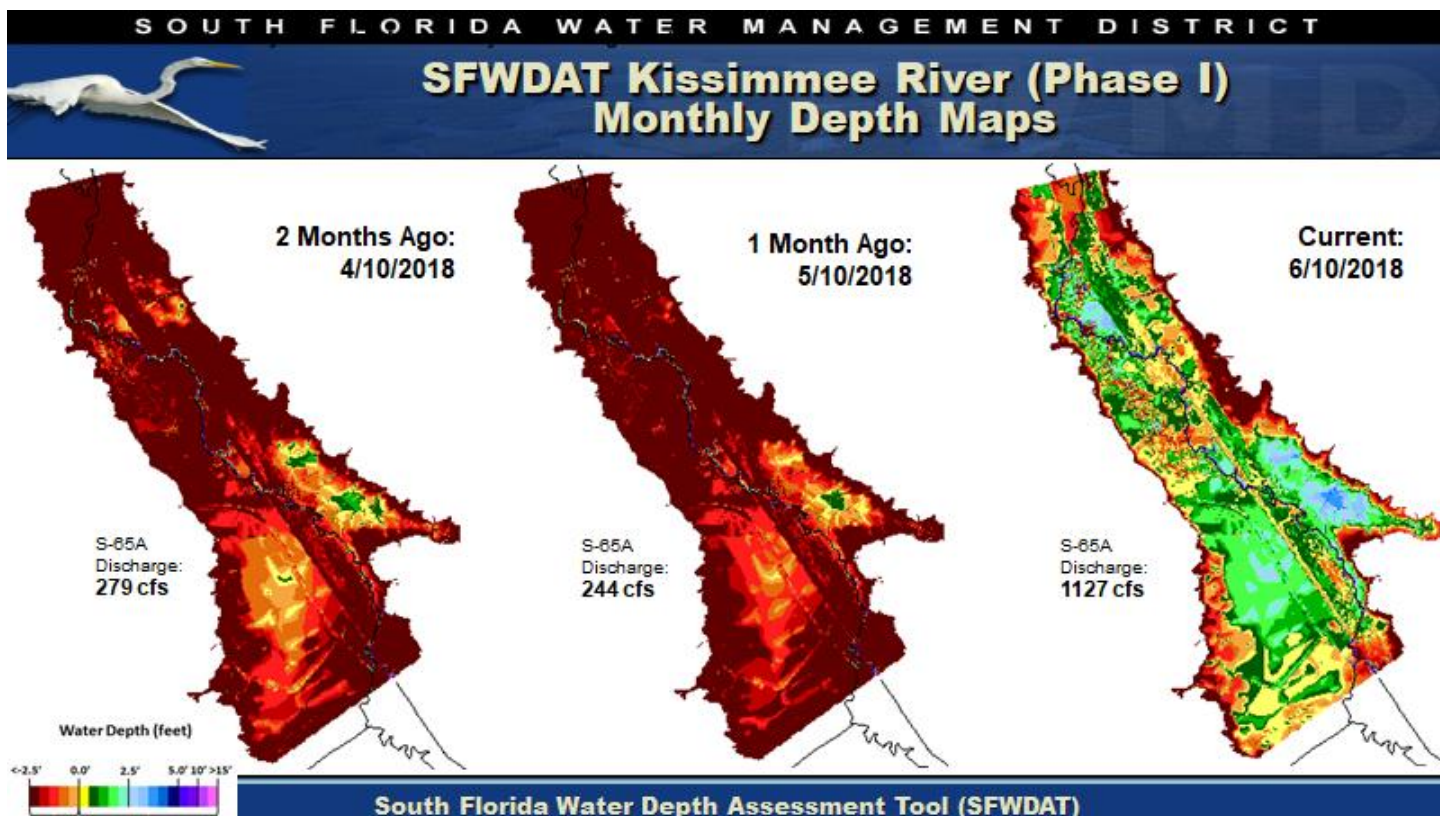 SOUTH FLORIDA WATER MANAGEMENT DISTRICT
SFWDAT Kissimmee River (Phase I)
Monthly Depth Maps
2 Months Ago:
4/10/2018
1 Month Ago:
5/10/2018
Current:
6/10/2018
S-65A
Discharge:
279 cfs
S-65A
Discharge:
244 cfs
S-65A
Discharge:
1127 cfs
Water Depth (feet)
<-2.5' 0.0' 2.5' 5.0' 10' >15'
South Florida Water Depth Assessment Tool (SFWDAT)